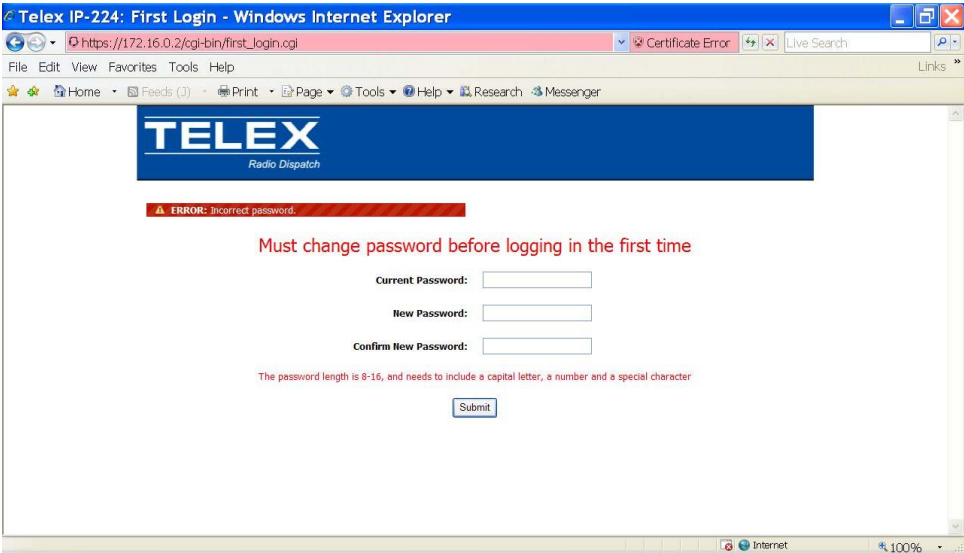 Telex IP-224: First Login - Windows Internet Explorer
https://172.16.0.2/cgi-bin/first_login.cgi Certificate Error Live Search
File Edit View Favorites Tools Help Links »
Home Feeds (J) Print Page Tools Help Research Messenger
TELEX
Radio Dispatch
ERROR: Incorrect password.
Must change password before logging in the first time
Current Password:
New Password:
Confirm New Password:
The password length is 8-16, and needs to include a capital letter, a number and a special character
Submit
Internet 100%